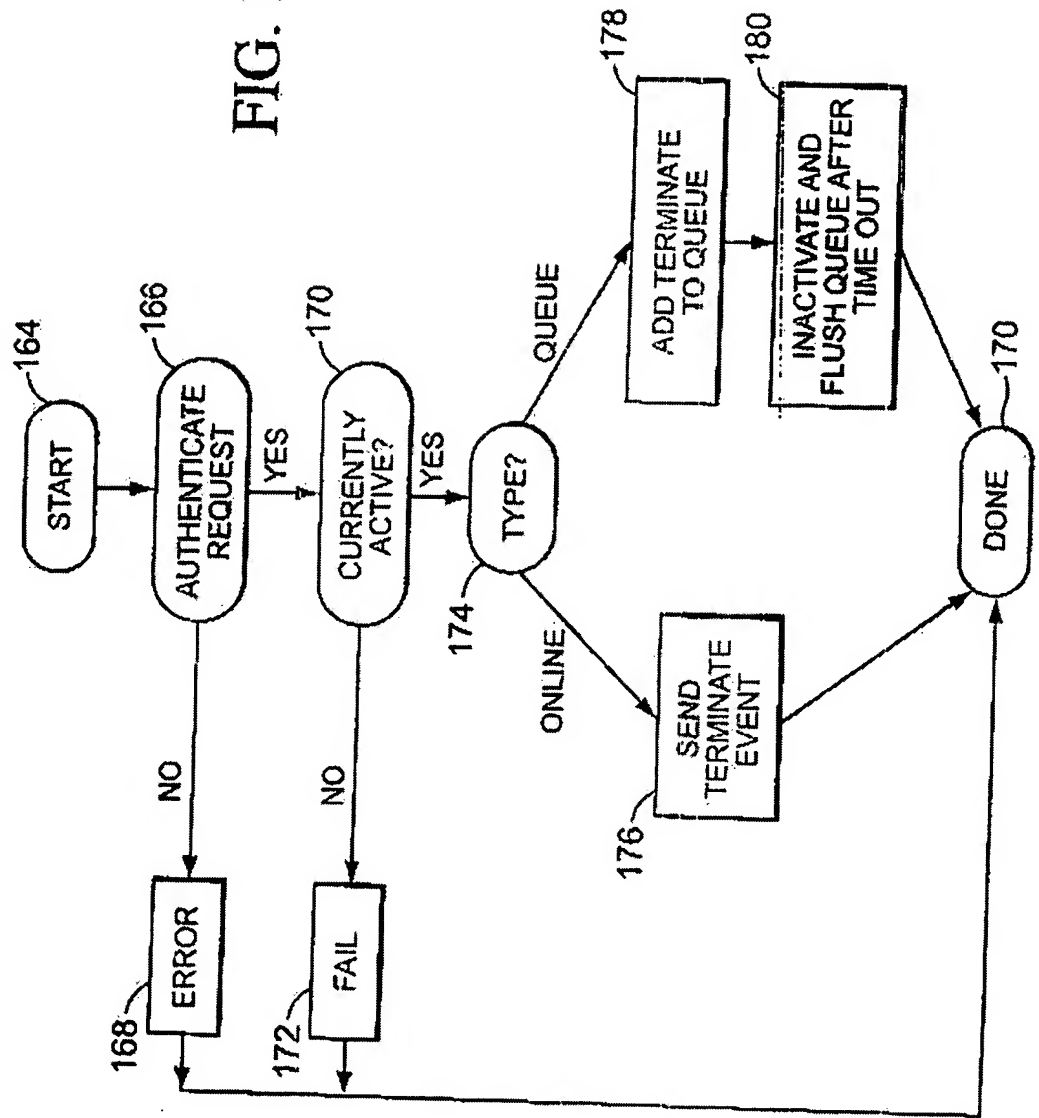 FIG.
START
164
AUTHENTICATE
REQUEST
166
NO
YES
ERROR
168
CURRENTLY
ACTIVE?
170
NO
YES
FAIL
172
TYPE?
174
ONLINE
QUEUE
SEND
TERMINATE
EVENT
176
ADD TERMINATE
TO QUEUE
178
INACTIVATE AND
FLUSH QUEUE AFTER
TIME OUT
180
DONE
170